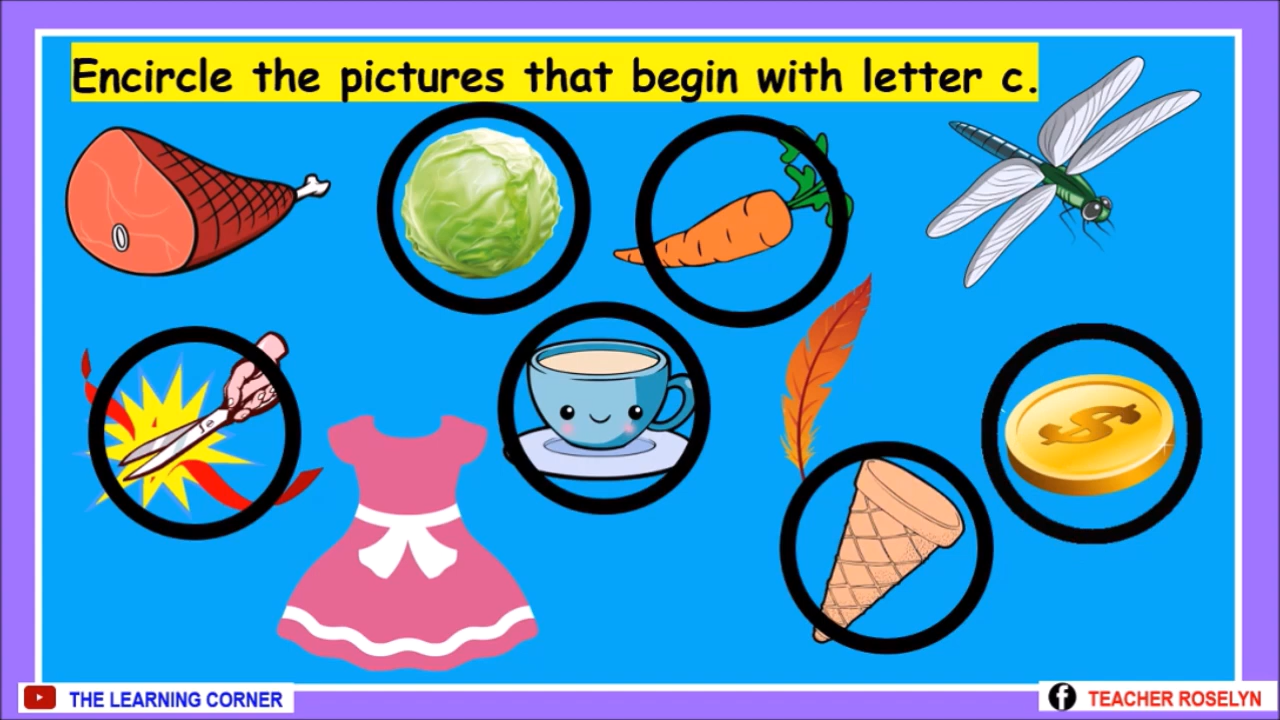 Encircle the pictures that begin with letter c.
$
THE LEARNING CORNER
f TEACHER ROSELYN